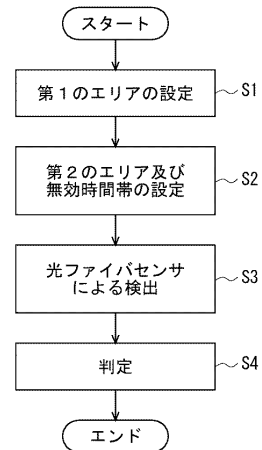 スタート
第1のエリアの設定
S1
第2のエリア及び
無効時間帯の設定
S2
光ファイバセンサ
による検出
S3
判定
S4
エンド